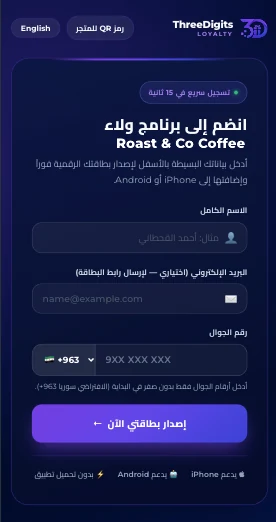 ThreeDigits
LOYALTY
رمز QR للمتجر
English
تسجيل سريع في 15 ثانية
انضم إلى برنامج ولاء
Roast & Co Coffee
أدخل بياناتك البسيطة بالأسفل لإصدار بطاقتك الرقمية فوراً
وإضافتها إلى iPhone أو Android.
الاسم الكامل
مثال: أحمد القحطاني
البريد الإلكتروني (اختياري — لإرسال رابط البطاقة)
name@example.com
رقم الجوال
+963
9XX XXX XXX
أدخل أرقام الجوال فقط بدون صفر في البداية (الافتراضي سوريا 963+).
إصدار بطاقتي الآن ←
يدعم iPhone
يدعم Android
بدون تحميل تطبيق